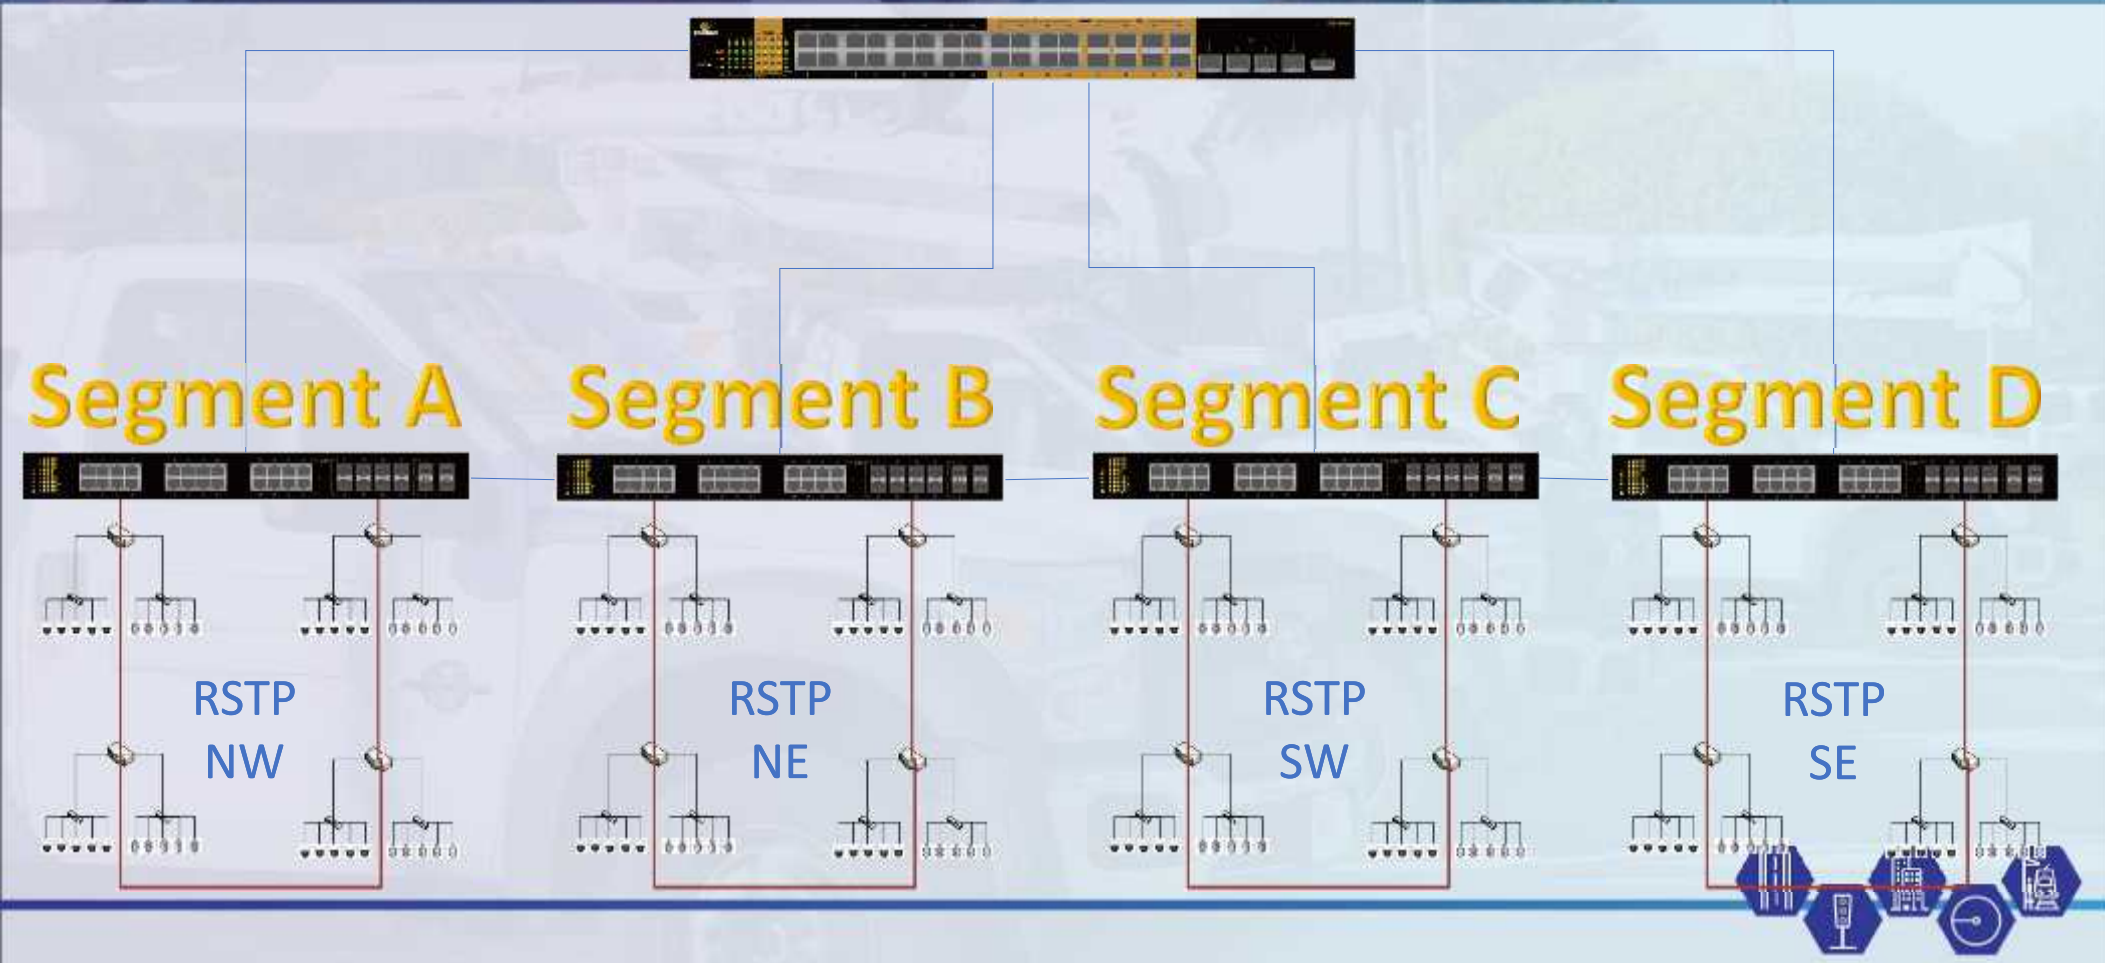 Segment A
Segment B
Segment C
Segment D
RSTP
NW
RSTP
NE
RSTP
SW
RSTP
SE